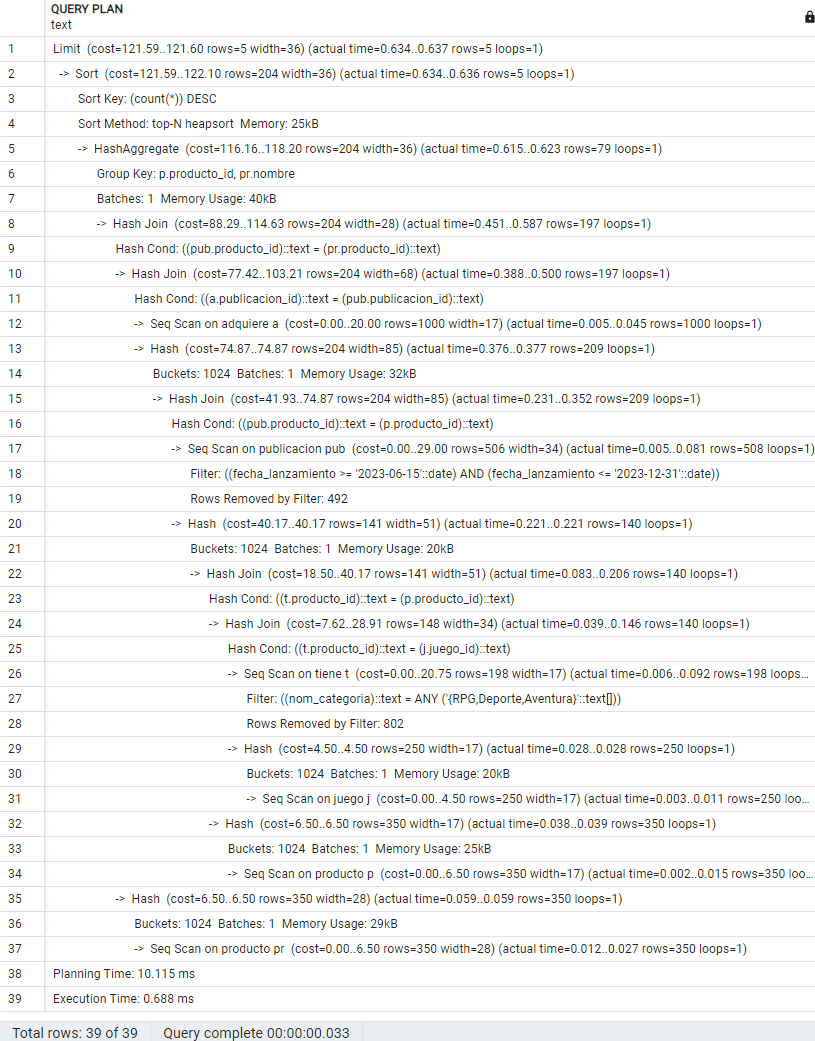 QUERY PLAN
text
1 Limit (cost=121.59..121.60 rows=5 width=36) (actual time=0.634..0.637 rows=5 loops=1)
2 -> Sort (cost=121.59..122.10 rows=204 width=36) (actual time=0.634..0.636 rows=5 loops=1)
3 Sort Key: (count(*)) DESC
4 Sort Method: top-N heapsort Memory: 25kB
5 -> HashAggregate (cost=116.16..118.20 rows=204 width=36) (actual time=0.615..0.623 rows=79 loops=1)
6 Group Key: p.producto_id, pr.nombre
7 Batches: 1 Memory Usage: 40kB
8 -> Hash Join (cost=88.29..114.63 rows=204 width=28) (actual time=0.451..0.587 rows=197 loops=1)
9 Hash Cond: ((pub.producto_id)::text = (pr.producto_id)::text)
10 -> Hash Join (cost=77.42..103.21 rows=204 width=68) (actual time=0.388..0.500 rows=197 loops=1)
11 Hash Cond: ((a.publicacion_id)::text = (pub.publicacion_id)::text)
12 -> Seq Scan on adquiere a (cost=0.00..20.00 rows=1000 width=17) (actual time=0.005..0.045 rows=1000 loops=1)
13 -> Hash (cost=74.87..74.87 rows=204 width=85) (actual time=0.376..0.377 rows=209 loops=1)
14 Buckets: 1024 Batches: 1 Memory Usage: 32kB
15 -> Hash Join (cost=41.93..74.87 rows=204 width=85) (actual time=0.231..0.352 rows=209 loops=1)
16 Hash Cond: ((pub.producto_id)::text = (p.producto_id)::text)
17 -> Seq Scan on publicacion pub (cost=0.00..29.00 rows=506 width=34) (actual time=0.005..0.081 rows=508 loops=1)
18 Filter: ((fecha_lanzamiento >= '2023-06-15'::date) AND (fecha_lanzamiento <= '2023-12-31'::date))
19 Rows Removed by Filter: 492
20 -> Hash (cost=40.17..40.17 rows=141 width=51) (actual time=0.221..0.221 rows=140 loops=1)
21 Buckets: 1024 Batches: 1 Memory Usage: 20kB
22 -> Hash Join (cost=18.50..40.17 rows=141 width=51) (actual time=0.083..0.206 rows=140 loops=1)
23 Hash Cond: ((t.producto_id)::text = (p.producto_id)::text)
24 -> Hash Join (cost=7.62..28.91 rows=148 width=34) (actual time=0.039..0.146 rows=140 loops=1)
25 Hash Cond: ((t.producto_id)::text = (j.juego_id)::text)
26 -> Seq Scan on tiene t (cost=0.00..20.75 rows=198 width=17) (actual time=0.006..0.092 rows=198 loops...
27 Filter: ((nom_categoria)::text = ANY ('{RPG,Deporte,Aventura}'::text[]))
28 Rows Removed by Filter: 802
29 -> Hash (cost=4.50..4.50 rows=250 width=17) (actual time=0.028..0.028 rows=250 loops=1)
30 Buckets: 1024 Batches: 1 Memory Usage: 20kB
31 -> Seq Scan on juego j (cost=0.00..4.50 rows=250 width=17) (actual time=0.003..0.011 rows=250 loo...
32 -> Hash (cost=6.50..6.50 rows=350 width=17) (actual time=0.038..0.039 rows=350 loops=1)
33 Buckets: 1024 Batches: 1 Memory Usage: 25kB
34 -> Seq Scan on producto p (cost=0.00..6.50 rows=350 width=17) (actual time=0.002..0.015 rows=350 loo...
35 -> Hash (cost=6.50..6.50 rows=350 width=28) (actual time=0.059..0.059 rows=350 loops=1)
36 Buckets: 1024 Batches: 1 Memory Usage: 29kB
37 -> Seq Scan on producto pr (cost=0.00..6.50 rows=350 width=28) (actual time=0.012..0.027 rows=350 loops=1)
38 Planning Time: 10.115 ms
39 Execution Time: 0.688 ms
Total rows: 39 of 39 Query complete 00:00:00.033